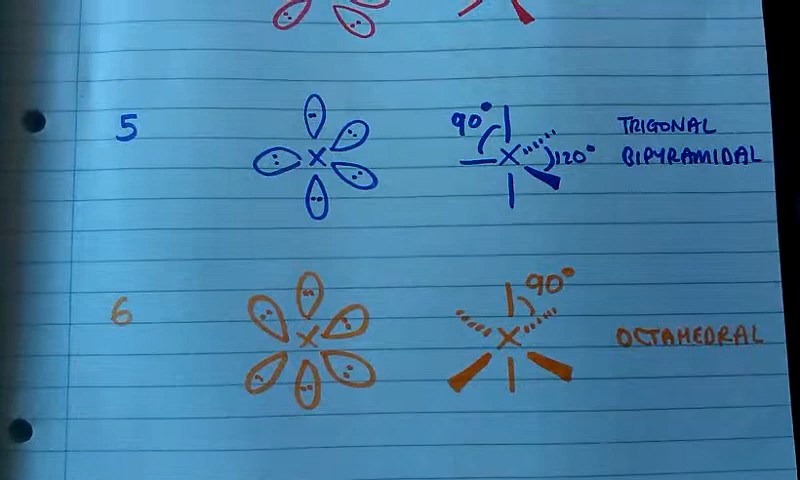 5
X
90°
X
120°
TRIGONAL
BIPYRAMIDAL
6
X
90°
X
OCTAHEDRAL